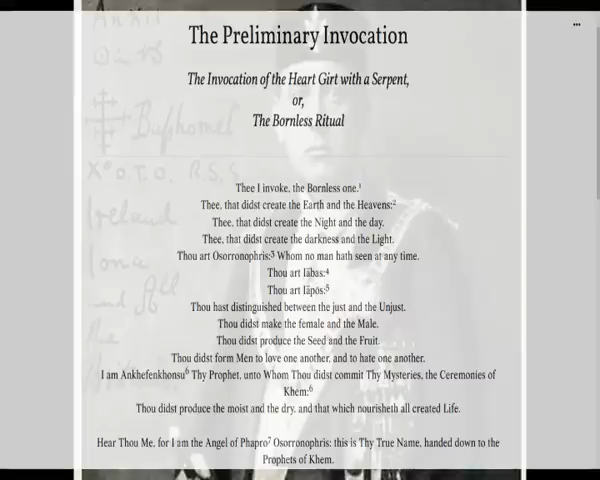 The Preliminary Invocation
The Invocation of the Heart Girt with a Serpent,
or,
The Bornless Ritual
Thee I invoke, the Bornless one.¹
Thee, that didst create the Earth and the Heavens:²
Thee, that didst create the Night and the day.
Thee, that didst create the darkness and the Light.
Thou art Osorronophris:³ Whom no man hath seen at any time.
Thou art Iäbas:⁴
Thou art Iäpôs:⁵
Thou hast distinguished between the just and the Unjust.
Thou didst make the female and the Male.
Thou didst produce the Seed and the Fruit.
Thou didst form Men to love one another, and to hate one another.
I am Ankhefenkhonsu⁶ Thy Prophet, unto Whom Thou didst commit Thy Mysteries, the Ceremonies of
Khem:⁶
Thou didst produce the moist and the dry, and that which nourisheth all created Life.
Hear Thou Me, for I am the Angel of Phapro⁷ Osorronophris: this is Thy True Name, handed down to the
Prophets of Khem.
Baphomet
X° O.T.O.
Ireland
Iona
and All
the